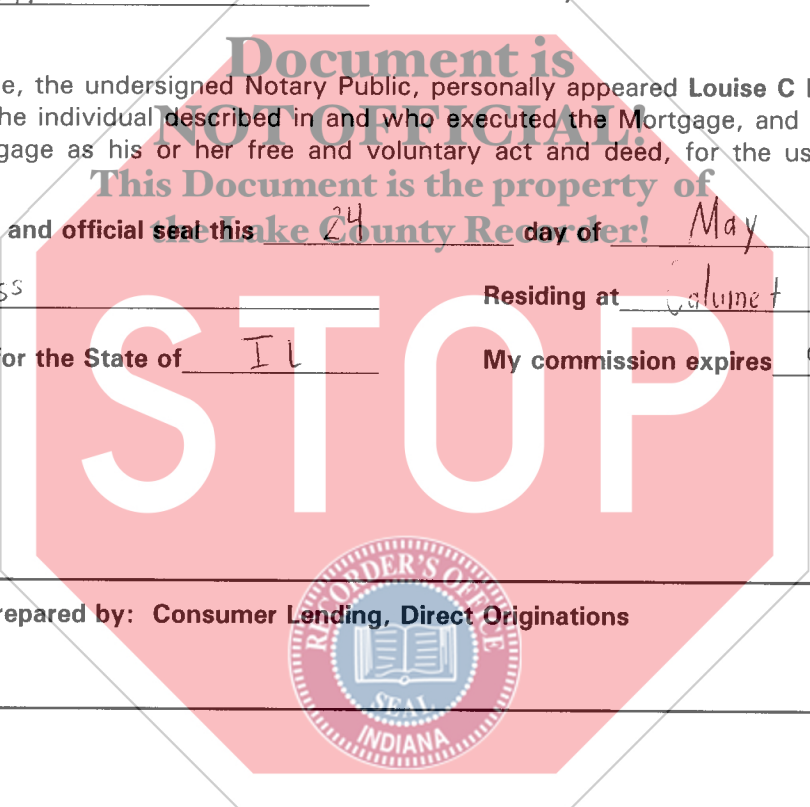 Document is
e, the undersigned Notary Public, personally appeared Louise C
NOT OFFICIAL!
he individual described in and who executed the Mortgage, and
gage as his or her free and voluntary act and deed, for the us
This Document is the property of
the Lake County Recorder!
and official seal this 24 day of May
ss Residing at Calumet
for the State of IL My commission expires
STOP
repared by: Consumer Lending, Direct Originations
RECORDER'S OFFICE
SEAL
INDIANA